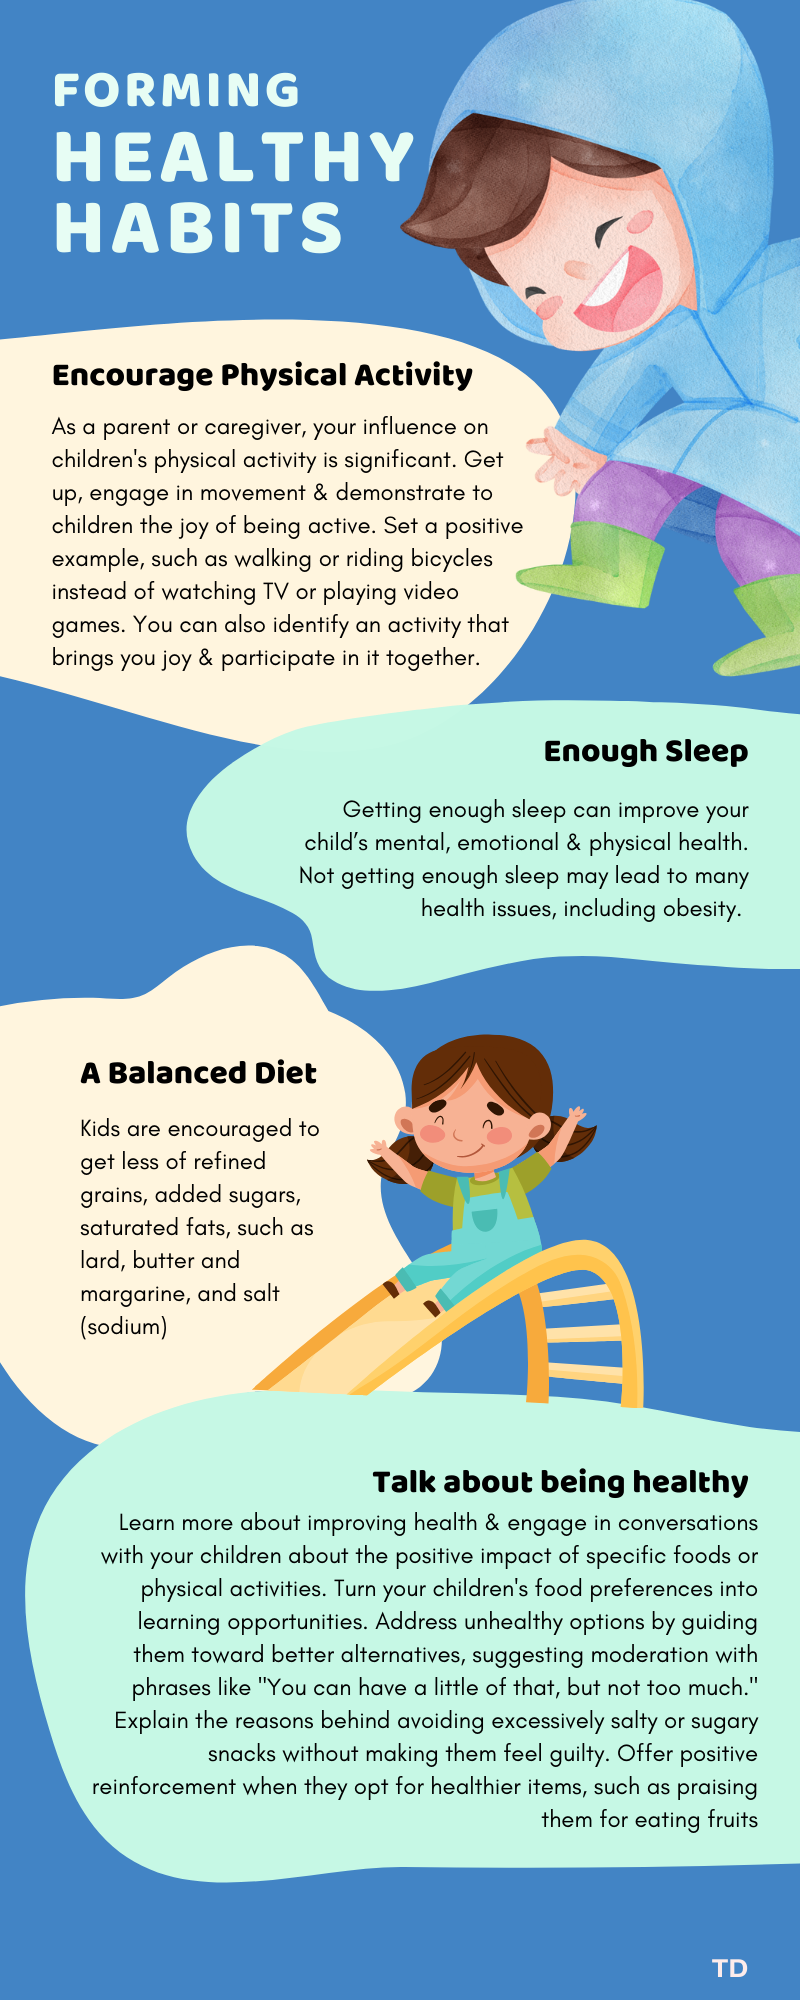 FORMING
HEALTHY
HABITS
Encourage Physical Activity
As a parent or caregiver, your influence on
children's physical activity is significant. Get
up, engage in movement & demonstrate to
children the joy of being active. Set a positive
example, such as walking or riding bicycles
instead of watching TV or playing video
games. You can also identify an activity that
brings you joy & participate in it together.
Enough Sleep
Getting enough sleep can improve your
child’s mental, emotional & physical health.
Not getting enough sleep may lead to many
health issues, including obesity.
A Balanced Diet
Kids are encouraged to
get less of refined
grains, added sugars,
saturated fats, such as
lard, butter and
margarine, and salt
(sodium)
Talk about being healthy
Learn more about improving health & engage in conversations
with your children about the positive impact of specific foods or
physical activities. Turn your children's food preferences into
learning opportunities. Address unhealthy options by guiding
them toward better alternatives, suggesting moderation with
phrases like "You can have a little of that, but not too much."
Explain the reasons behind avoiding excessively salty or sugary
snacks without making them feel guilty. Offer positive
reinforcement when they opt for healthier items, such as praising
them for eating fruits
TD